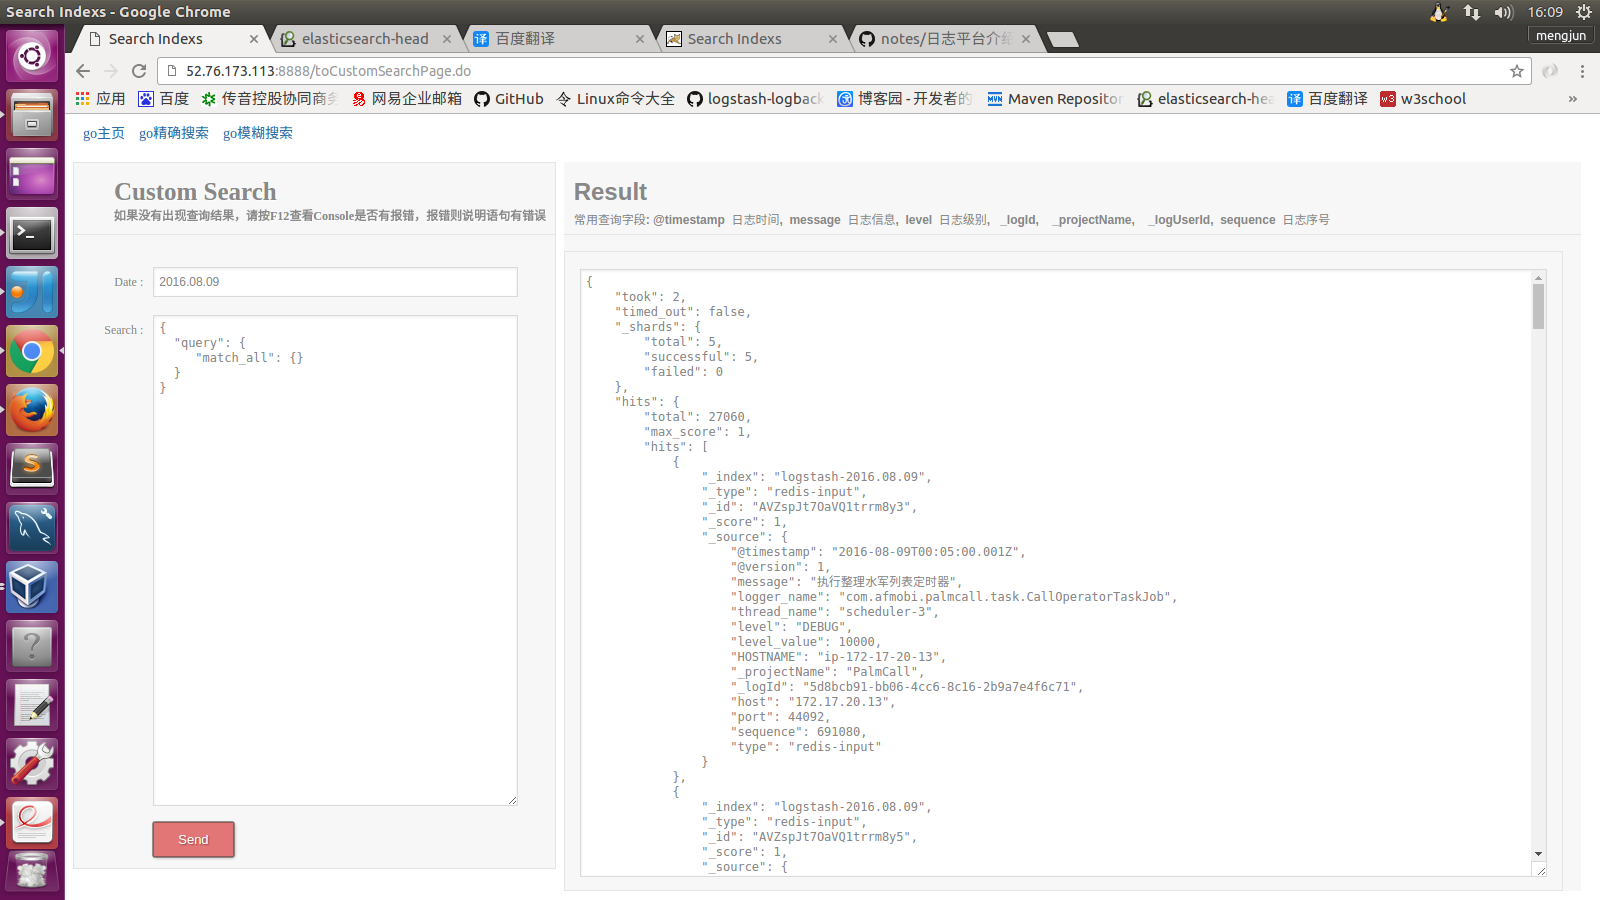 Search Indexs - Google Chrome
16:09
mengjun
Search Indexs
elasticsearch-head
译 百度翻译
Search Indexs
notes/日志平台介绍
52.76.173.113:8888/toCustomSearchPage.do
应用
百度
传音控股协同商务
网易企业邮箱
GitHub
Linux命令大全
logstash-logback
博客园 - 开发者的
MVN Maven Repositor
elasticsearch-hea
译 百度翻译
w3 w3school
»
go主页 go精确搜索 go模糊搜索
Custom Search
如果没有出现查询结果，请按F12查看Console是否有报错，报错则说明语句有错误
Date :
2016.08.09
Search :
{
  "query": {
     "match_all": {}
  }
}
Send
Result
常用查询字段: @timestamp 日志时间, message 日志信息, level 日志级别, _logId, _projectName, _logUserId, sequence 日志序号
{
    "took": 2,
    "timed_out": false,
    "_shards": {
        "total": 5,
        "successful": 5,
        "failed": 0
    },
    "hits": {
        "total": 27060,
        "max_score": 1,
        "hits": [
            {
                "_index": "logstash-2016.08.09",
                "_type": "redis-input",
                "_id": "AVZspJt7OaVQ1trrm8y3",
                "_score": 1,
                "_source": {
                    "@timestamp": "2016-08-09T00:05:00.001Z",
                    "@version": 1,
                    "message": "执行整理水军列表定时器",
                    "logger_name": "com.afmobi.palmcall.task.CallOperatorTaskJob",
                    "thread_name": "scheduler-3",
                    "level": "DEBUG",
                    "level_value": 10000,
                    "HOSTNAME": "ip-172-17-20-13",
                    "_projectName": "PalmCall",
                    "_logId": "5d8bcb91-bb06-4cc6-8c16-2b9a7e4f6c71",
                    "host": "172.17.20.13",
                    "port": 44092,
                    "sequence": 691080,
                    "type": "redis-input"
                }
            },
            {
                "_index": "logstash-2016.08.09",
                "_type": "redis-input",
                "_id": "AVZspJt7OaVQ1trrm8y5",
                "_score": 1,
                "_source": {